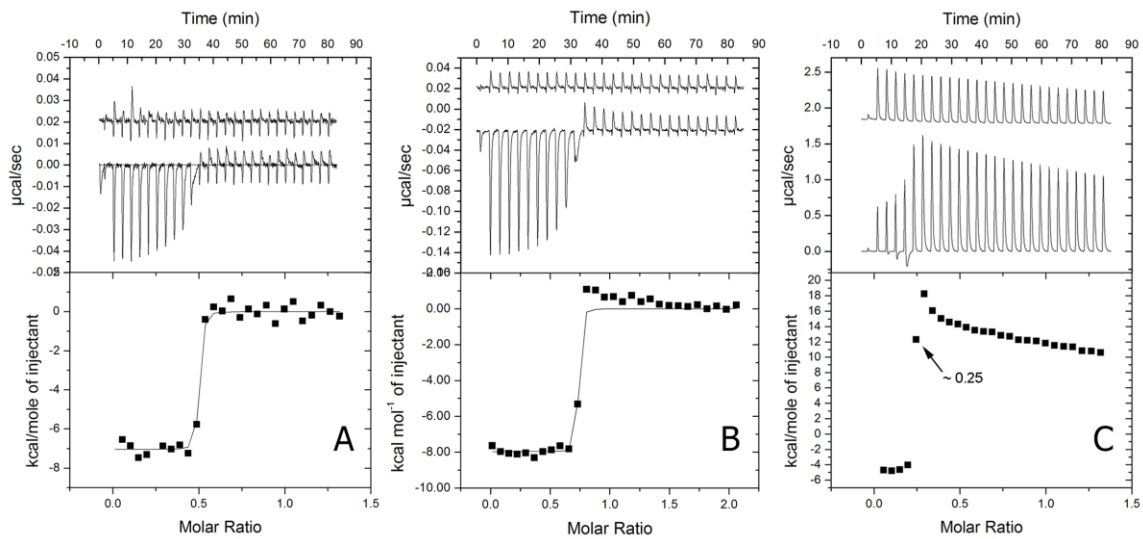 Time (min)
-10 0 10 20 30 40 50 60 70 80 90
0.05
0.04
0.03
0.02
0.01
0.00
-0.01
-0.02
-0.03
-0.04
µcal/sec
2
0
-2
-4
-6
-8
kcal/mole of injectant
A
0.0 0.5 1.0 1.5
Molar Ratio
Time (min)
-10 0 10 20 30 40 50 60 70 80 90
0.04
0.02
0.00
-0.02
-0.04
-0.06
-0.08
-0.10
-0.12
-0.14
µcal/sec
0.00
-2.00
-4.00
-6.00
-8.00
-10.00
kcal mol⁻¹ of injectant
B
0.0 0.5 1.0 1.5 2.0
Molar Ratio
Time (min)
-10 0 10 20 30 40 50 60 70 80 90
2.5
2.0
1.5
1.0
0.5
0.0
µcal/sec
20
18
16
14
12
10
8
6
4
2
0
-2
-4
-6
kcal/mole of injectant
~ 0.25
C
0.0 0.5 1.0 1.5
Molar Ratio